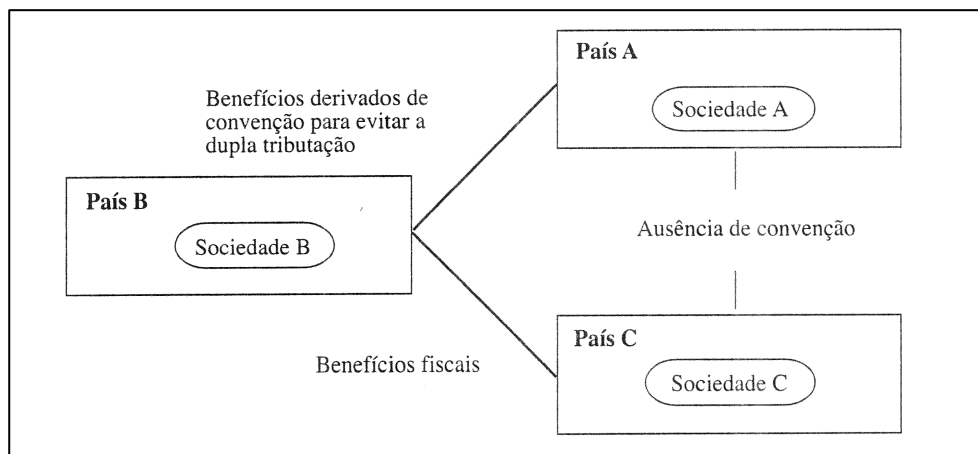 País A
Sociedade A
Benefícios derivados de
convenção para evitar a
dupla tributação
País B
Sociedade B
Ausência de convenção
Benefícios fiscais
País C
Sociedade C